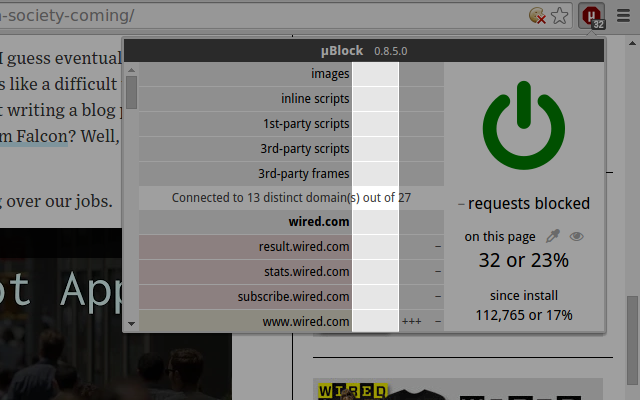 -society-coming/
32
I guess eventual
s like a difficult
t writing a blog
m Falcon? Well,
g over our jobs.
µBlock 0.8.5.0
images
inline scripts
1st-party scripts
3rd-party scripts
3rd-party frames
Connected to 13 distinct domain(s) out of 27
wired.com
result.wired.com –
stats.wired.com –
subscribe.wired.com –
www.wired.com +++ –
– requests blocked
on this page
32 or 23%
since install
112,765 or 17%
ot App
WIRED